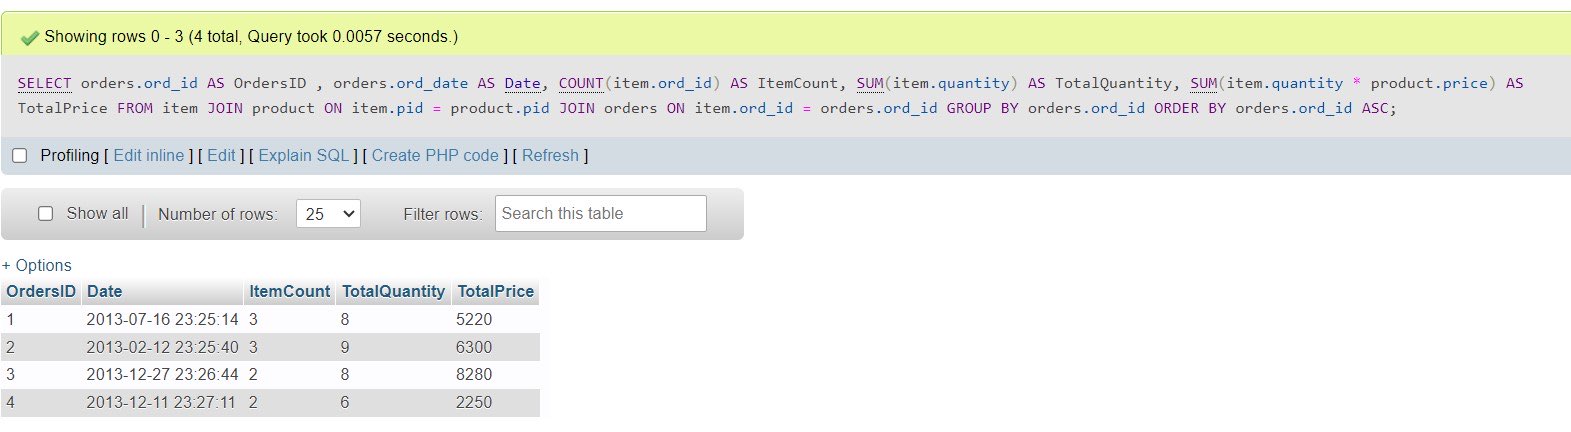 Showing rows 0 - 3 (4 total, Query took 0.0057 seconds.)
SELECT orders.ord_id AS OrdersID , orders.ord_date AS Date, COUNT(item.ord_id) AS ItemCount, SUM(item.quantity) AS TotalQuantity, SUM(item.quantity * product.price) AS
TotalPrice FROM item JOIN product ON item.pid = product.pid JOIN orders ON item.ord_id = orders.ord_id GROUP BY orders.ord_id ORDER BY orders.ord_id ASC;
Profiling [ Edit inline ] [ Edit ] [ Explain SQL ] [ Create PHP code ] [ Refresh ]
Show all | Number of rows: 25 Filter rows: Search this table
+ Options
OrdersID Date ItemCount TotalQuantity TotalPrice
1 2013-07-16 23:25:14 3 8 5220
2 2013-02-12 23:25:40 3 9 6300
3 2013-12-27 23:26:44 2 8 8280
4 2013-12-11 23:27:11 2 6 2250